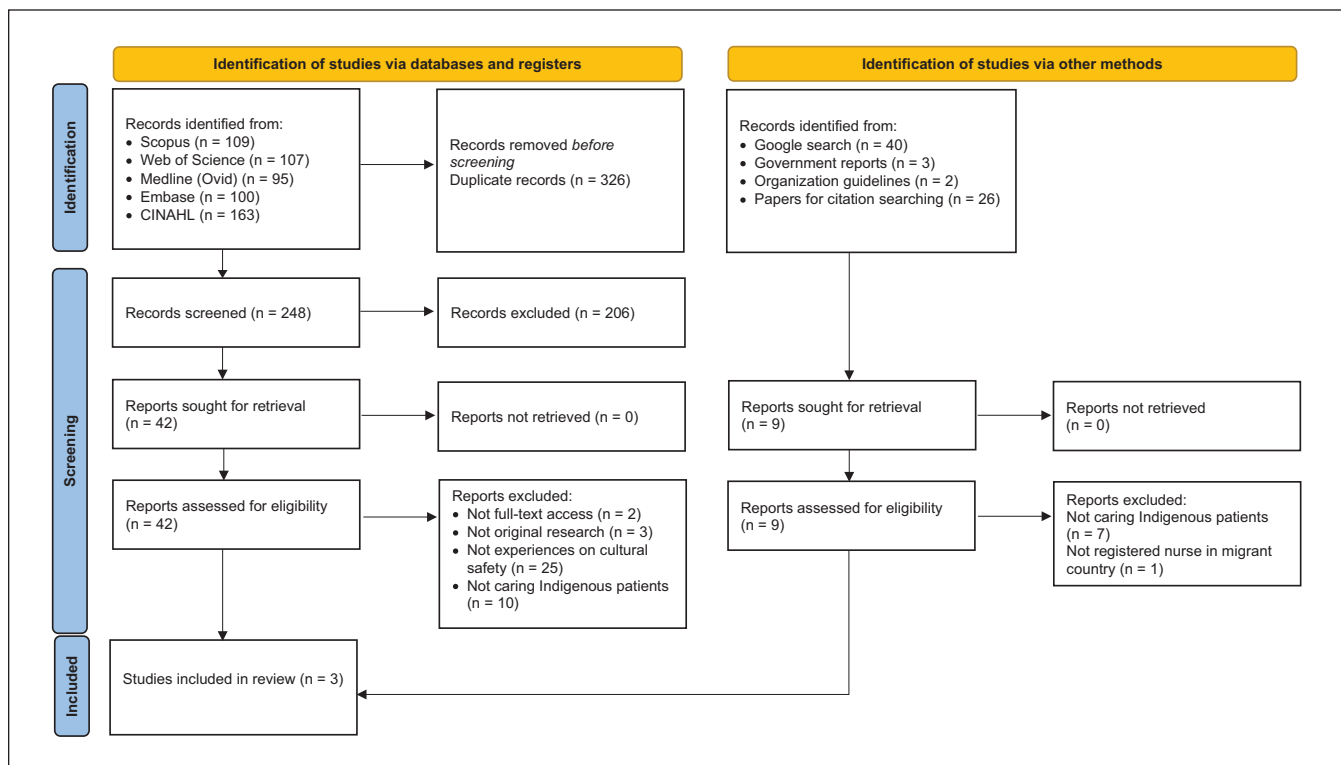 Identification of studies via databases and registers
Identification of studies via other methods
Identification
Records identified from:
• Scopus (n = 109)
• Web of Science (n = 107)
• Medline (Ovid) (n = 95)
• Embase (n = 100)
• CINAHL (n = 163)
Records removed before
screening
Duplicate records (n = 326)
Records identified from:
• Google search (n = 40)
• Government reports (n = 3)
• Organization guidelines (n = 2)
• Papers for citation searching (n = 26)
Screening
Records screened (n = 248)
Records excluded (n = 206)
Reports sought for retrieval
(n = 42)
Reports not retrieved (n = 0)
Reports sought for retrieval
(n = 9)
Reports not retrieved
(n = 0)
Reports assessed for eligibility
(n = 42)
Reports excluded:
• Not full-text access (n = 2)
• Not original research (n = 3)
• Not experiences on cultural
safety (n = 25)
• Not caring Indigenous patients
(n = 10)
Reports assessed for eligibility
(n = 9)
Reports excluded:
Not caring Indigenous patients
(n = 7)
Not registered nurse in migrant
country (n = 1)
Included
Studies included in review (n = 3)